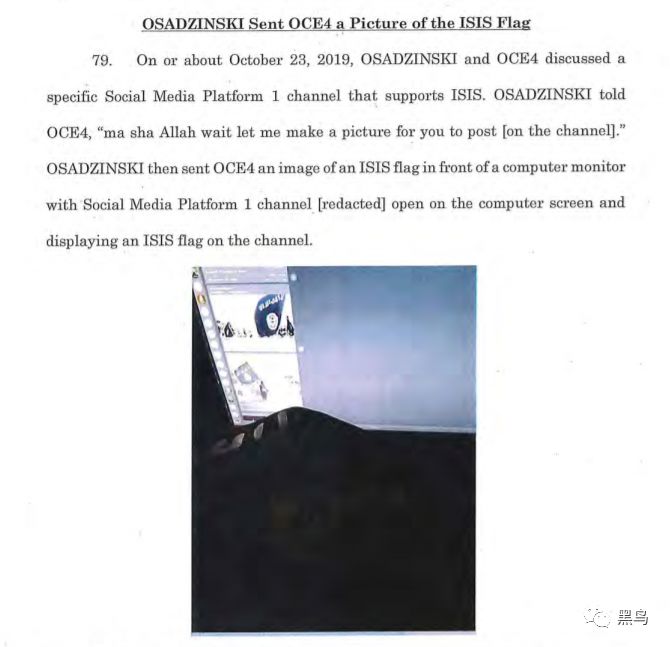 OSADZINSKI Sent OCE4 a Picture of the ISIS Flag
79. On or about October 23, 2019, OSADZINSKI and OCE4 discussed a
specific Social Media Platform 1 channel that supports ISIS. OSADZINSKI told
OCE4, “ma sha Allah wait let me make a picture for you to post [on the channel].”
OSADZINSKI then sent OCE4 an image of an ISIS flag in front of a computer monitor
with Social Media Platform 1 channel [redacted] open on the computer screen and
displaying an ISIS flag on the channel.
黑鸟